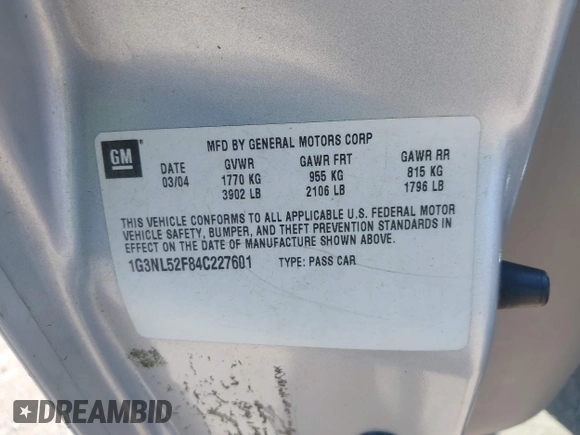 GM
MFD BY GENERAL MOTORS CORP
DATE GVWR GAWR FRT GAWR RR
03/04 1770 KG 955 KG 815 KG
3902 LB 2106 LB 1796 LB
THIS VEHICLE CONFORMS TO ALL APPLICABLE U.S. FEDERAL MOTOR
VEHICLE SAFETY, BUMPER, AND THEFT PREVENTION STANDARDS IN
EFFECT ON THE DATE OF MANUFACTURE SHOWN ABOVE.
1G3NL52F84C227601 TYPE: PASS CAR
DREAMBID